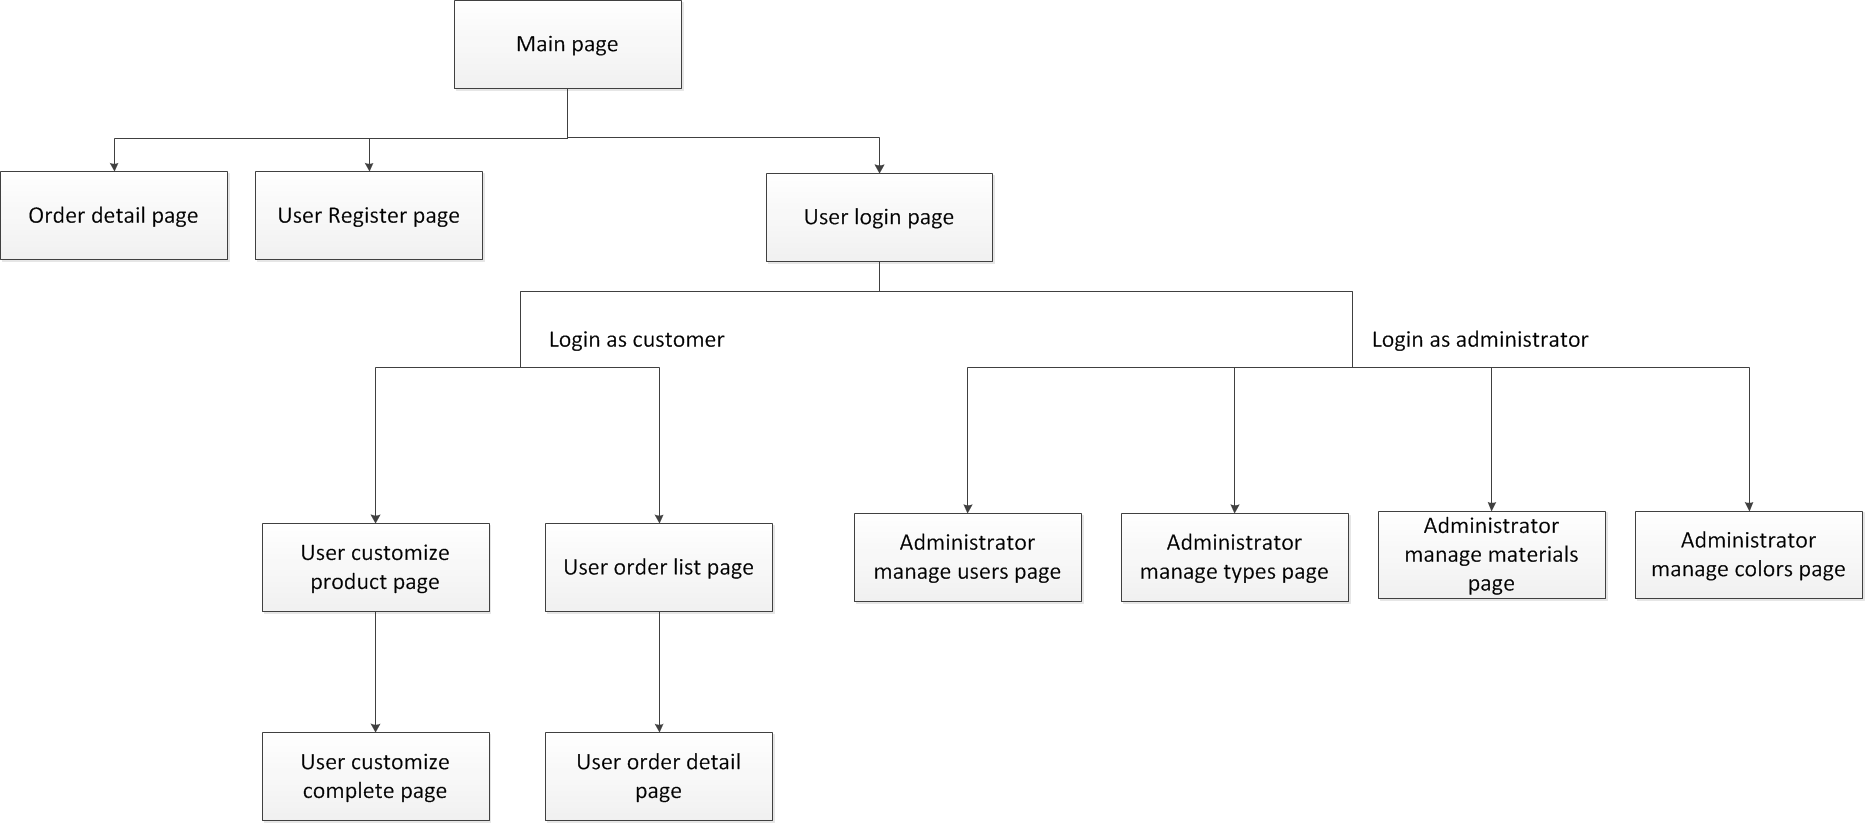 Main page
Order detail page
User Register page
User login page
Login as customer
Login as administrator
User customize
product page
User order list page
Administrator
manage users page
Administrator
manage types page
Administrator
manage materials
page
Administrator
manage colors page
User customize
complete page
User order detail
page